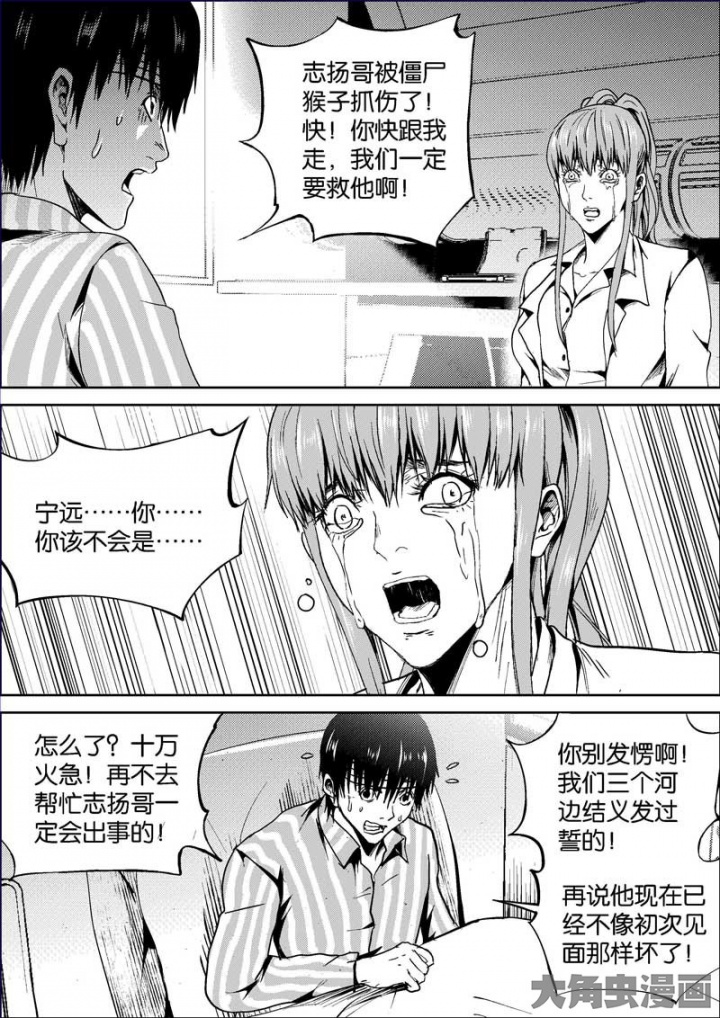 志扬哥被僵尸
猴子抓伤了！
快！你快跟我
走，我们一定
要救他啊！
宁远……你……
你该不会是……
怎么了？十万
火急！再不去
帮忙志扬哥一
定会出事的！
你别发愣啊！
我们三个河
边结义发过
誓的！
再说他现在已
经不像初次见
面那样坏了！
大角虫漫画